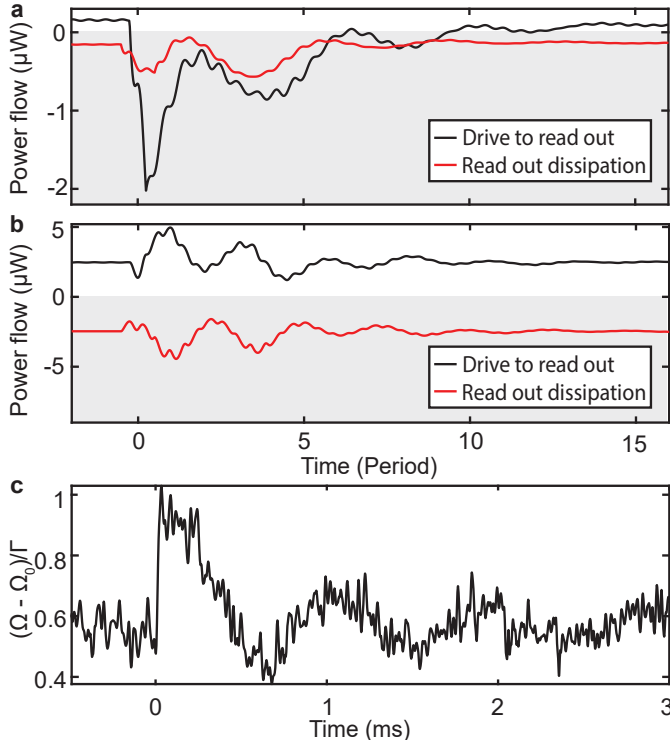 a
Power flow (μW)
0
-1
-2
Drive to read out
Read out dissipation
b
Power flow (μW)
5
0
-5
Drive to read out
Read out dissipation
0
5
10
15
Time (Period)
c
(Ω - Ω₀)/Γ
1
0.8
0.6
0.4
0
1
2
3
Time (ms)